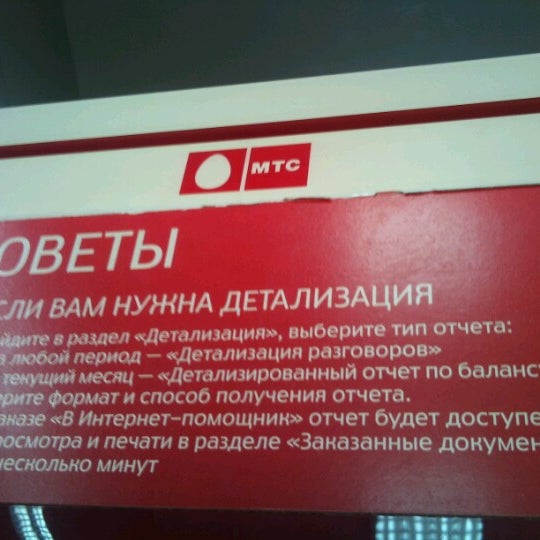 МТС
ОВЕТЫ
СЛИ ВАМ НУЖНА ДЕТАЛИЗАЦИЯ
йдите в раздел «Детализация», выберите тип отчета:
а любой период — «Детализация разговоров»
текущий месяц — «Детализированный отчет по баланс
ерите формат и способ получения отчета.
аказе «В Интернет-помощник» отчет будет доступе
росмотра и печати в разделе «Заказанные докумен
несколько минут